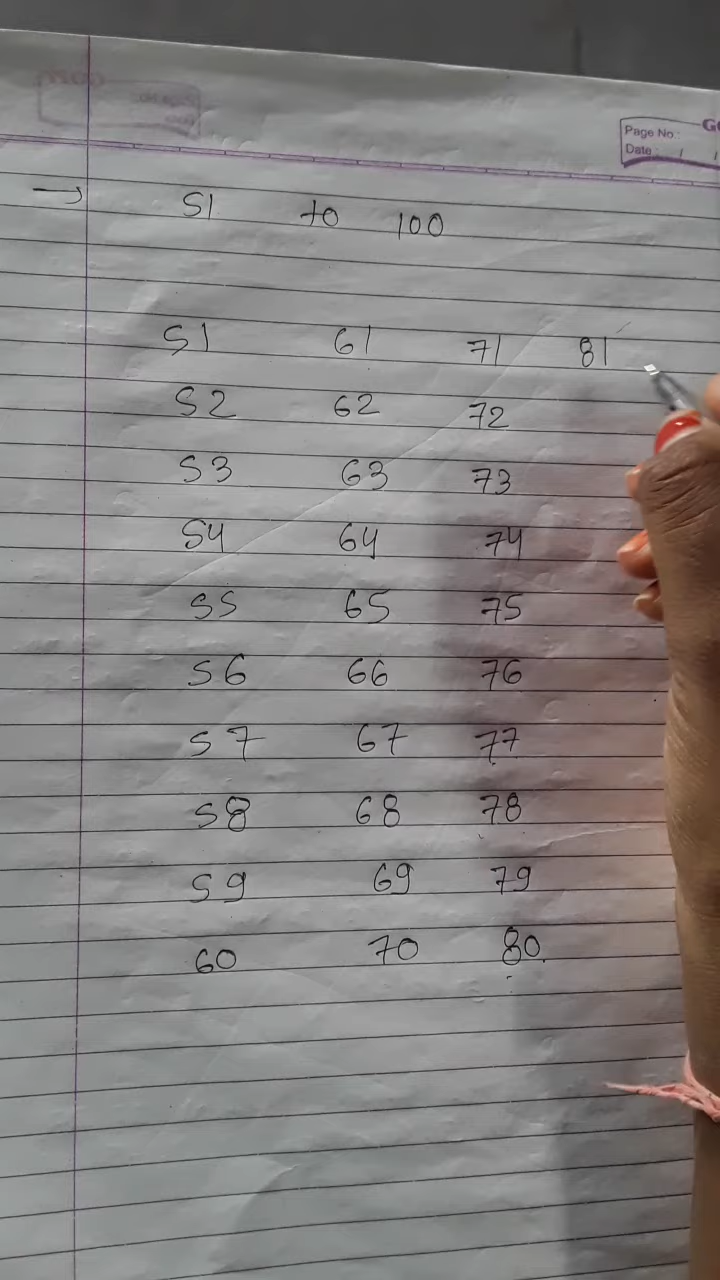 Page No.:
Date: / /
→ 51 to 100
51 61 71 81
52 62 72
53 63 73
54 64 74
55 65 75
56 66 76
57 67 77
58 68 78
59 69 79
60 70 80